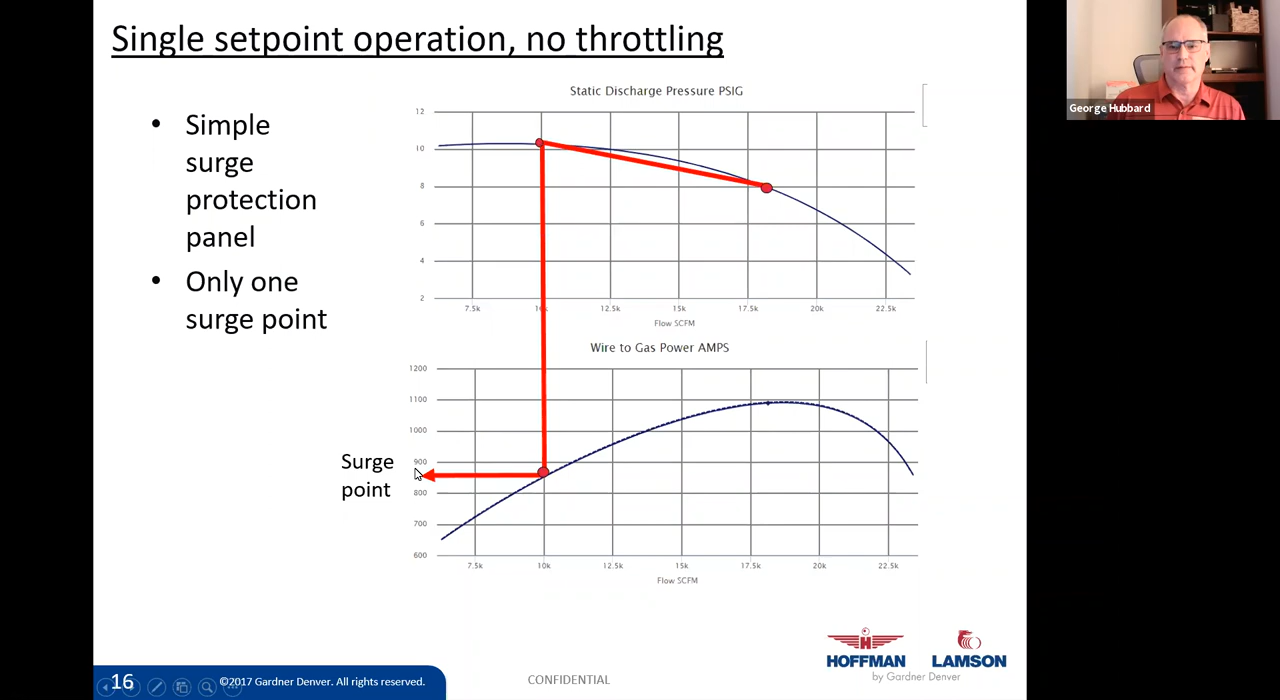 Single setpoint operation, no throttling
• Simple
surge
protection
panel
• Only one
surge point
Static Discharge Pressure PSIG
12
10
8
6
4
2
7.5k 10k 12.5k 15k 17.5k 20k 22.5k
Flow SCFM
Wire to Gas Power AMPS
1200
1100
1000
900
800
700
600
7.5k 10k 12.5k 15k 17.5k 20k 22.5k
Flow SCFM
Surge
point
16
©2017 Gardner Denver. All rights reserved.
CONFIDENTIAL
H
HOFFMAN LAMSON
by Gardner Denver
George Hubbard